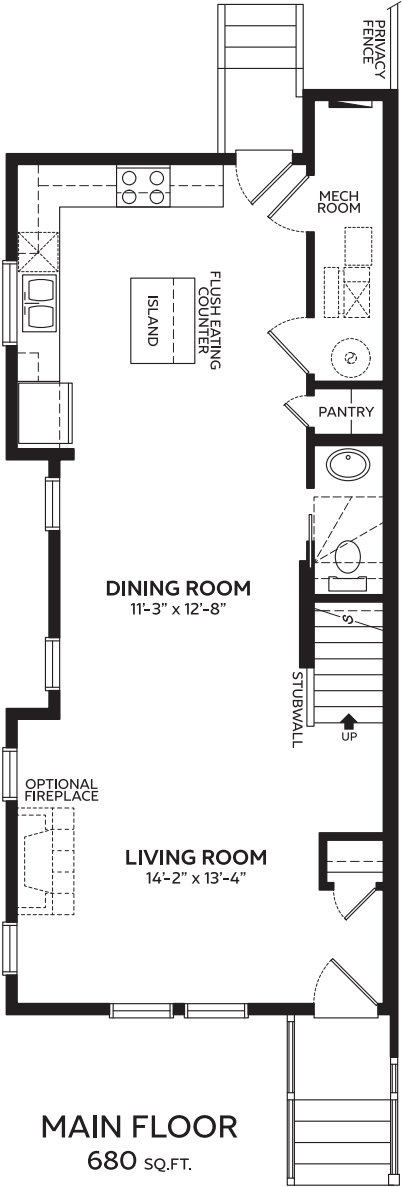 PRIVACY
FENCE
MECH
ROOM
FLUSH EATING
COUNTER
ISLAND
S
PANTRY
DINING ROOM
11'-3" x 12'-8"
S
STUBWALL
UP
OPTIONAL
FIREPLACE
LIVING ROOM
14'-2" x 13'-4"
MAIN FLOOR
680 SQ.FT.